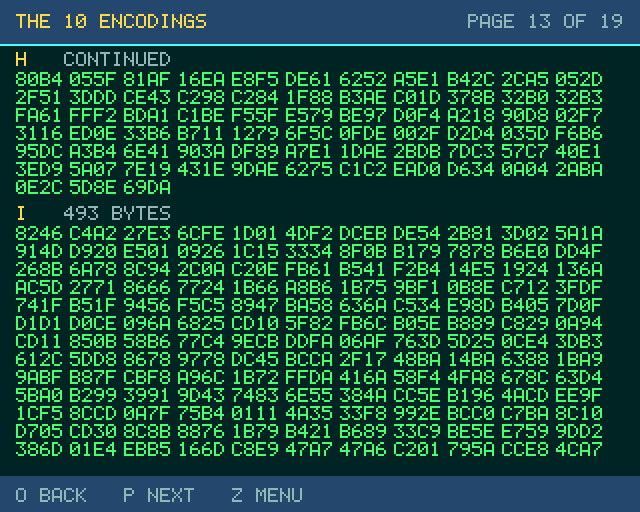 THE 10 ENCODINGS PAGE 13 OF 19
H CONTINUED
80B4 055F 81AF 16EA E8F5 DE61 6252 A5E1 B42C 2CA5 052D
2F51 3DDD CE43 C298 C284 1F88 B3AE C01D 378B 32B0 32B3
FA61 FFF2 BDA1 C1BE F55F E579 BE97 D0F4 A218 90D8 02F7
3116 ED0E 33B6 B711 1279 6F5C 0FDE 002F D2D4 035D F6B6
95DC A3B4 6E41 903A DF89 A7E1 1DAE 2BDB 7DC3 57C7 40E1
3ED9 5A07 7E19 431E 9DAE 6275 C1C2 EAD0 D634 0A04 2ABA
0E2C 5D8E 69DA
I 493 BYTES
8246 C4A2 27E3 6CFE 1D01 4DF2 DCEB DE54 2B81 3D02 5A1A
914D D920 E501 0926 1C15 3334 8F0B B179 7878 B6E0 DD4F
268B 6A78 8C94 2C0A C20E FB61 B541 F2B4 14E5 1924 136A
AC5D 2771 8666 7724 1B66 A8B6 1B75 9BF1 0B8E C712 3FDF
741F B51F 9456 F5C5 8947 BA58 636A C534 E98D B405 7D0F
D1D1 D0CE 096A 6825 CD10 5F82 FB6C B05E B889 C829 0A94
CD11 850B 58B6 77C4 9ECB DDFA 06AF 763D 5D25 0CE4 3DB3
612C 5DD8 8678 9778 DC45 BCCA 2F17 48BA 14BA 6388 1BA9
9ABF B87F CBF8 A96C 1B72 FFDA 416A 58F4 4FA8 678C 63D4
5BA0 B299 3991 9D43 7483 6E55 384A CC5E B196 4ACD EE9F
1CF5 8CCD 0A7F 75B4 0111 4A35 33F8 992E BCC0 C7BA 8C10
D705 CD30 8C8B 8876 1B79 B421 B689 33C9 BE5E E759 9DD2
386D 01E4 EBB5 166D C8E9 47A7 47A6 C201 795A CCE8 4CA7
O BACK P NEXT Z MENU